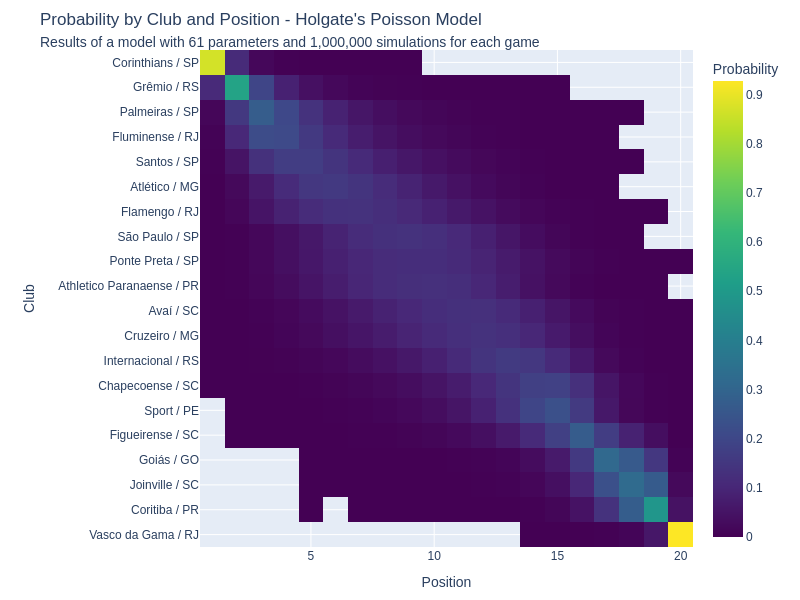 Probability by Club and Position - Holgate's Poisson Model
Results of a model with 61 parameters and 1,000,000 simulations for each game
Probability
Corinthians / SP
Grêmio / RS
Palmeiras / SP
Fluminense / RJ
Santos / SP
Atlético / MG
Flamengo / RJ
São Paulo / SP
Ponte Preta / SP
Athletico Paranaense / PR
Avaí / SC
Cruzeiro / MG
Internacional / RS
Chapecoense / SC
Sport / PE
Figueirense / SC
Goiás / GO
Joinville / SC
Coritiba / PR
Vasco da Gama / RJ
Club
5 10 15 20
Position
0.9
0.8
0.7
0.6
0.5
0.4
0.3
0.2
0.1
0